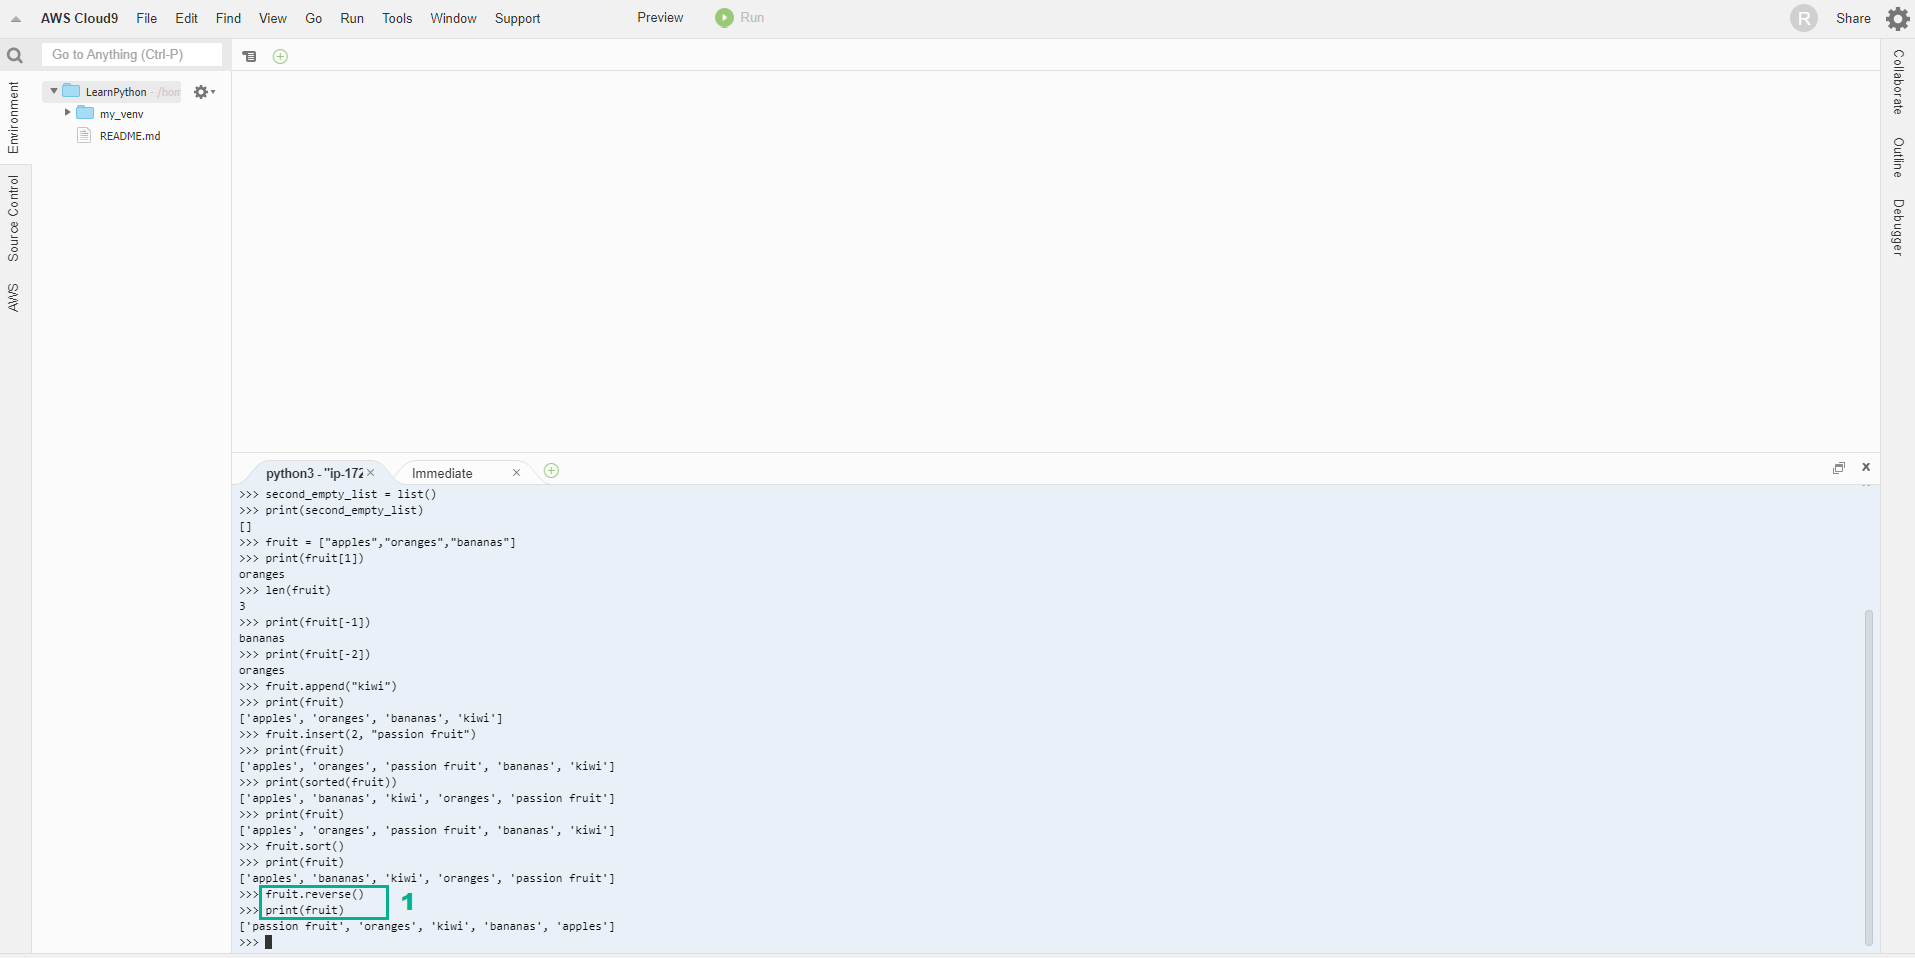 AWS Cloud9 File Edit Find View Go Run Tools Window Support Preview Run R Share
Go to Anything (Ctrl-P)
Environment
Source Control
AWS
LearnPython - /hom
my_venv
README.md
Collaborate
Outline
Debugger
python3 - "ip-172 × Immediate ×
>>> second_empty_list = list()
>>> print(second_empty_list)
[]
>>> fruit = ["apples","oranges","bananas"]
>>> print(fruit[1])
oranges
>>> len(fruit)
3
>>> print(fruit[-1])
bananas
>>> print(fruit[-2])
oranges
>>> fruit.append("kiwi")
>>> print(fruit)
['apples', 'oranges', 'bananas', 'kiwi']
>>> fruit.insert(2, "passion fruit")
>>> print(fruit)
['apples', 'oranges', 'passion fruit', 'bananas', 'kiwi']
>>> print(sorted(fruit))
['apples', 'bananas', 'kiwi', 'oranges', 'passion fruit']
>>> print(fruit)
['apples', 'oranges', 'passion fruit', 'bananas', 'kiwi']
>>> fruit.sort()
>>> print(fruit)
['apples', 'bananas', 'kiwi', 'oranges', 'passion fruit']
>>> fruit.reverse()
1
>>> print(fruit)
['passion fruit', 'oranges', 'kiwi', 'bananas', 'apples']
>>>